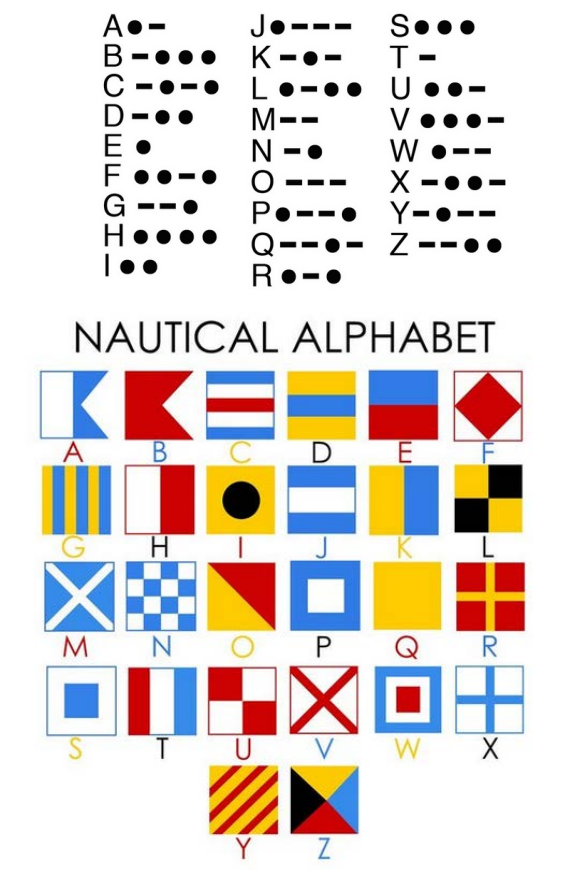 A ●–
B –●●●
C –●–●
D –●●
E ●
F ●●–●
G ––●
H ●●●●
I ●●
J ●–––
K –●–
L ●–●●
M ––
N –●
O –––
P ●––●
Q ––●–
R ●–●
S ●●●
T –
U ●●–
V ●●●–
W ●––
X –●●–
Y –●––
Z ––●●
NAUTICAL ALPHABET
A B C D E F
G H I J K L
M N O P Q R
S T U V W X
Y Z